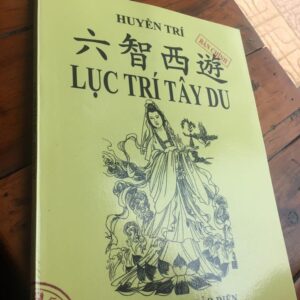 HUYỀN TRÍ
六智西遊
LỤC TRÍ TÂY DU